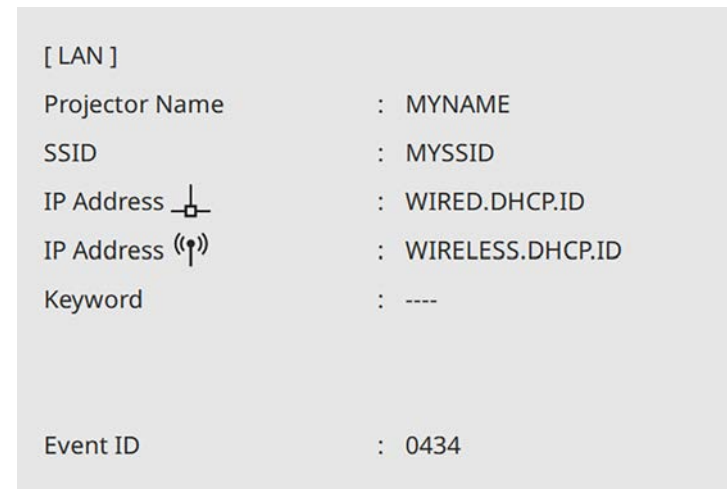 [ LAN ]
Projector Name : MYNAME
SSID : MYSSID
IP Address : WIRED.DHCP.ID
IP Address : WIRELESS.DHCP.ID
Keyword : ----
Event ID : 0434